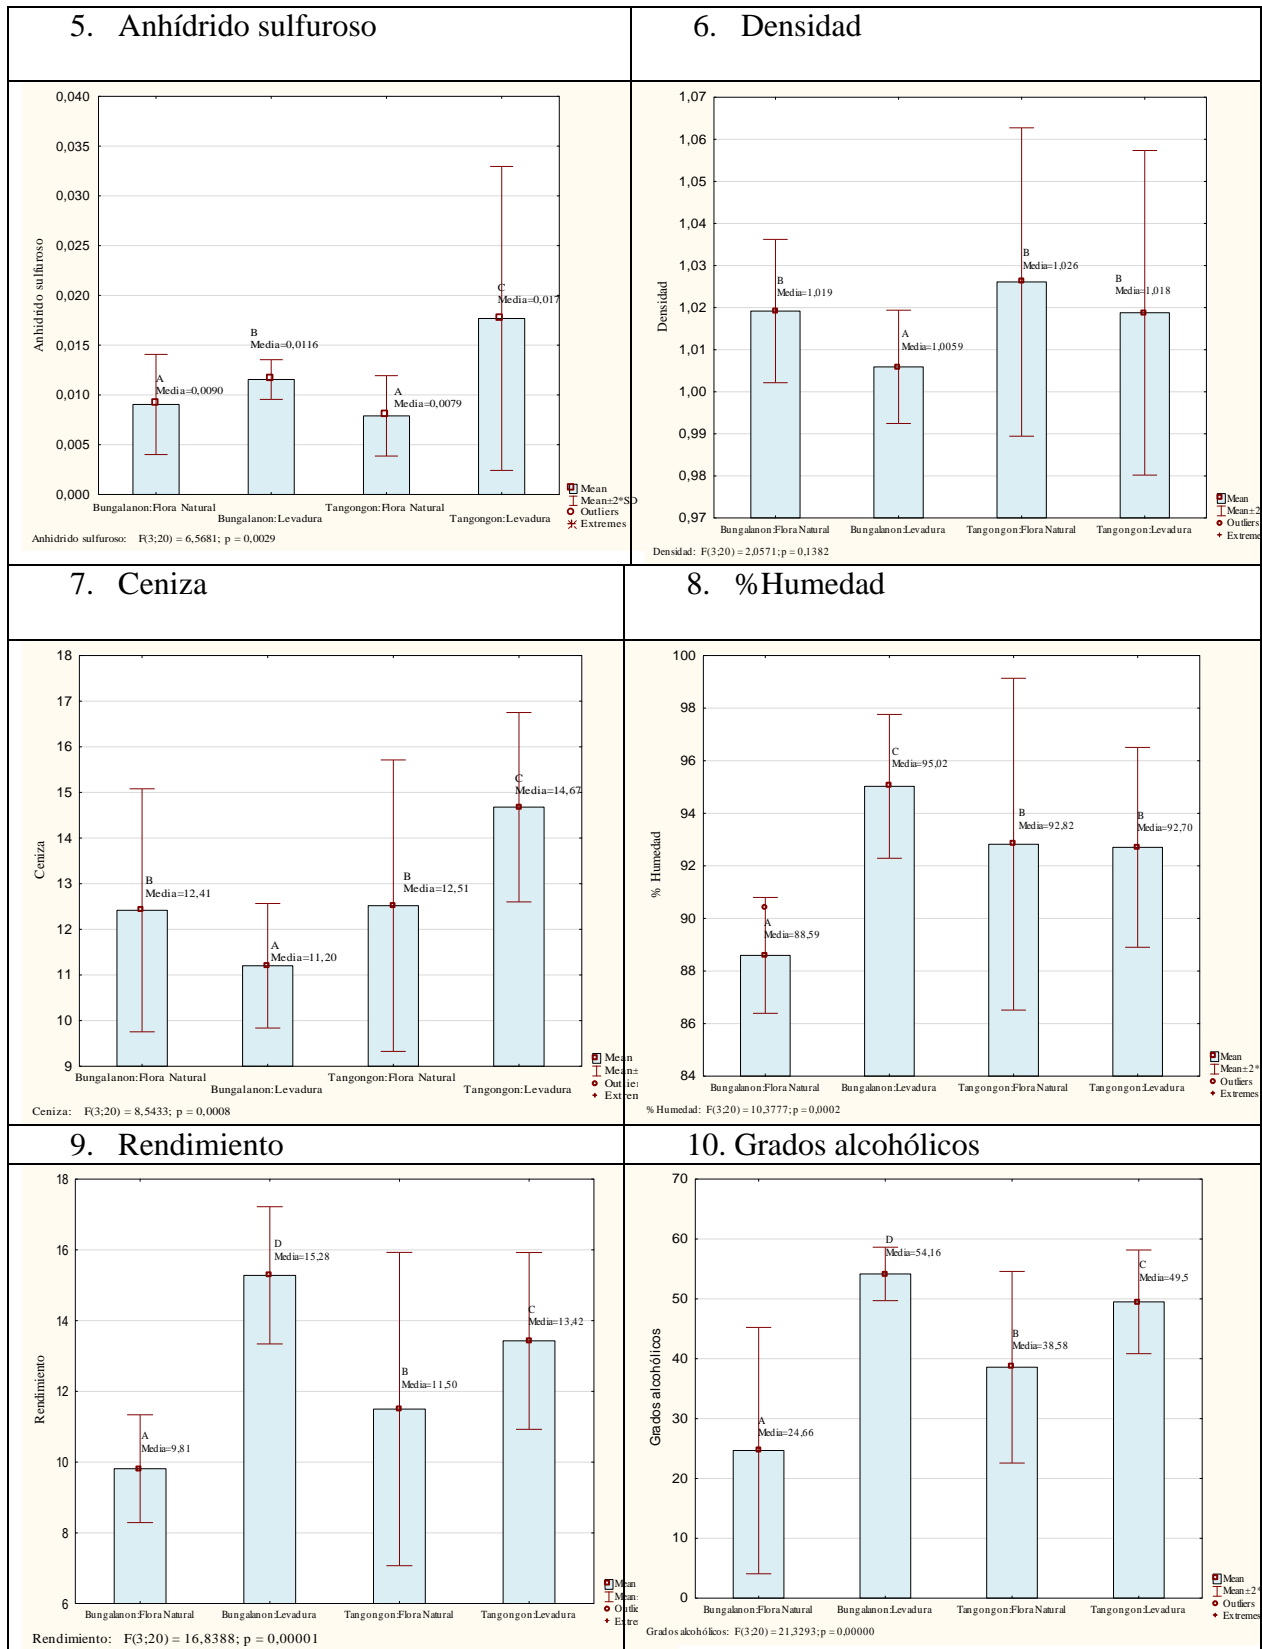 5. Anhídrido sulfuroso
6. Densidad
0,040
0,035
0,030
0,025
0,020
0,015
0,010
0,005
0,000
Anhidrido sulfuroso
A
Media=0,0090
B
Media=0,0116
A
Media=0,0079
C
Media=0,017
Bungalanon:Flora Natural
Bungalanon:Levadura
Tangongon:Flora Natural
Tangongon:Levadura
Mean
Mean±2*SD
Outliers
Extremes
Anhidrido sulfuroso: F(3;20) = 6,5681; p = 0,0029
1,07
1,06
1,05
1,04
1,03
1,02
1,01
1,00
0,99
0,98
0,97
Densidad
B
Media=1,019
A
Media=1,0059
B
Media=1,026
B
Media=1,018
Bungalanon:Flora Natural
Bungalanon:Levadura
Tangongon:Flora Natural
Tangongon:Levadura
Mean
Mean±2
Outliers
Extreme
Densidad: F(3;20) = 2,0571; p = 0,1382
7. Ceniza
8. %Humedad
18
17
16
15
14
13
12
11
10
9
Ceniza
B
Media=12,41
A
Media=11,20
B
Media=12,51
C
Media=14,67
Bungalanon:Flora Natural
Bungalanon:Levadura
Tangongon:Flora Natural
Tangongon:Levadura
Mean
Mean±
Outlier
Extren
Ceniza: F(3;20) = 8,5433; p = 0,0008
100
98
96
94
92
90
88
86
84
% Humedad
A
Media=88,59
C
Media=95,02
B
Media=92,82
B
Media=92,70
Bungalanon:Flora Natural
Bungalanon:Levadura
Tangongon:Flora Natural
Tangongon:Levadura
Mean
Mean±2*
Outliers
Extremes
% Humedad: F(3;20) = 10,3777; p = 0,0002
9. Rendimiento
10. Grados alcohólicos
18
16
14
12
10
8
6
Rendimiento
A
Media=9,81
D
Media=15,28
B
Media=11,50
C
Media=13,42
Bungalanon:Flora Natural
Bungalanon:Levadura
Tangongon:Flora Natural
Tangongon:Levadura
Mean
Mean±
Outlie
Extre
Rendimiento: F(3;20) = 16,8388; p = 0,00001
70
60
50
40
30
20
10
0
Grados alcohólicos
A
Media=24,66
D
Media=54,16
B
Media=38,58
C
Media=49,5
Bungalanon:Flora Natural
Bungalanon:Levadura
Tangongon:Flora Natural
Tangongon:Levadura
Mean
Mean±2*
Outliers
Extremes
Grados alcohólicos: F(3;20) = 21,3293; p = 0,00000